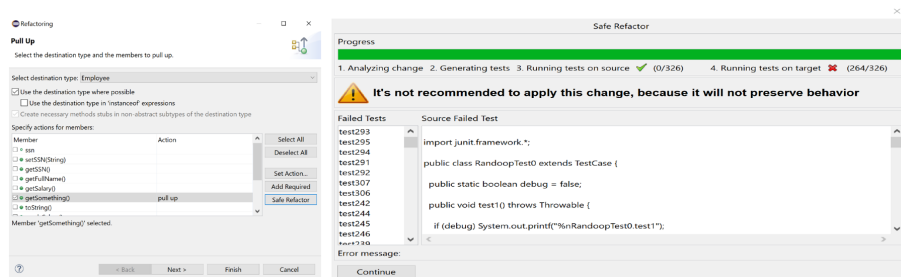 Refactoring
Pull Up
Select the destination type and the members to pull up.
Select destination type: Employee
Use the destination type where possible
Use the destination type in 'instanceof' expressions
Create necessary methods stubs in non-abstract subtypes of the destination type
Specify actions for members:
Member Action
ssn
setSSN(String)
getSSN()
getFullName()
getSalary()
getSomething() pull up
toString()
Select All
Deselect All
Set Action...
Add Required
Safe Refactor
Member 'getSomething()' selected.
< Back Next > Finish Cancel
Safe Refactor
Progress
1. Analyzing change 2. Generating tests 3. Running tests on source (0/326) 4. Running tests on target (264/326)
It's not recommended to apply this change, because it will not preserve behavior
Failed Tests
test293
test295
test294
test291
test292
test307
test306
test242
test244
test245
test246
test239
Source Failed Test
import junit.framework.*;
public class RandoopTest0 extends TestCase {
public static boolean debug = false;
public void test1() throws Throwable {
if (debug) System.out.printf("%nRandoopTest0.test1");
Error message:
Continue